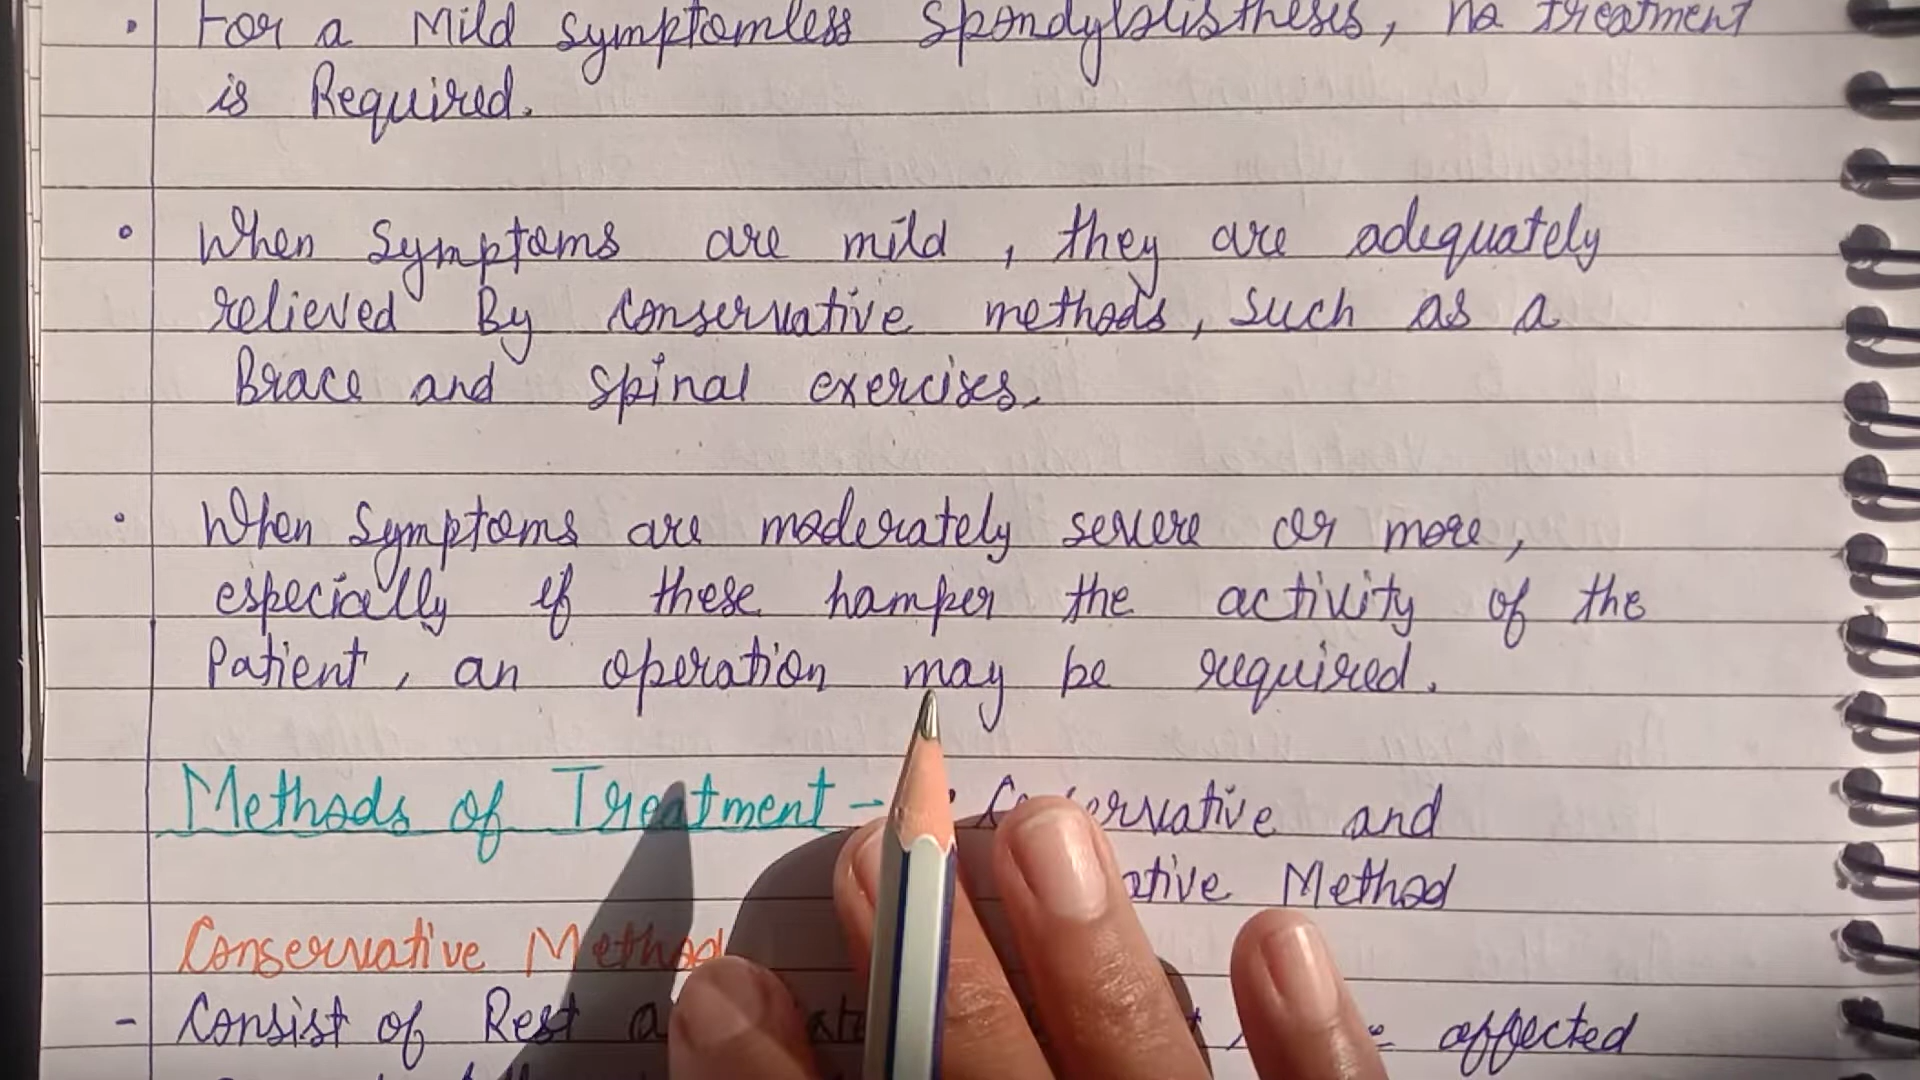 • For a Mild Symptomless Spondylolisthesis, no treatment
is Required.
• When Symptoms are mild, they are adequately
relieved By Conservative methods, such as a
Brace and spinal exercises.
• When Symptoms are moderately severe or more,
especially if these hamper the activity of the
Patient, an operation may be required.
Methods of Treatment - and
Method
Conservative Method
- Consist of Rest affected